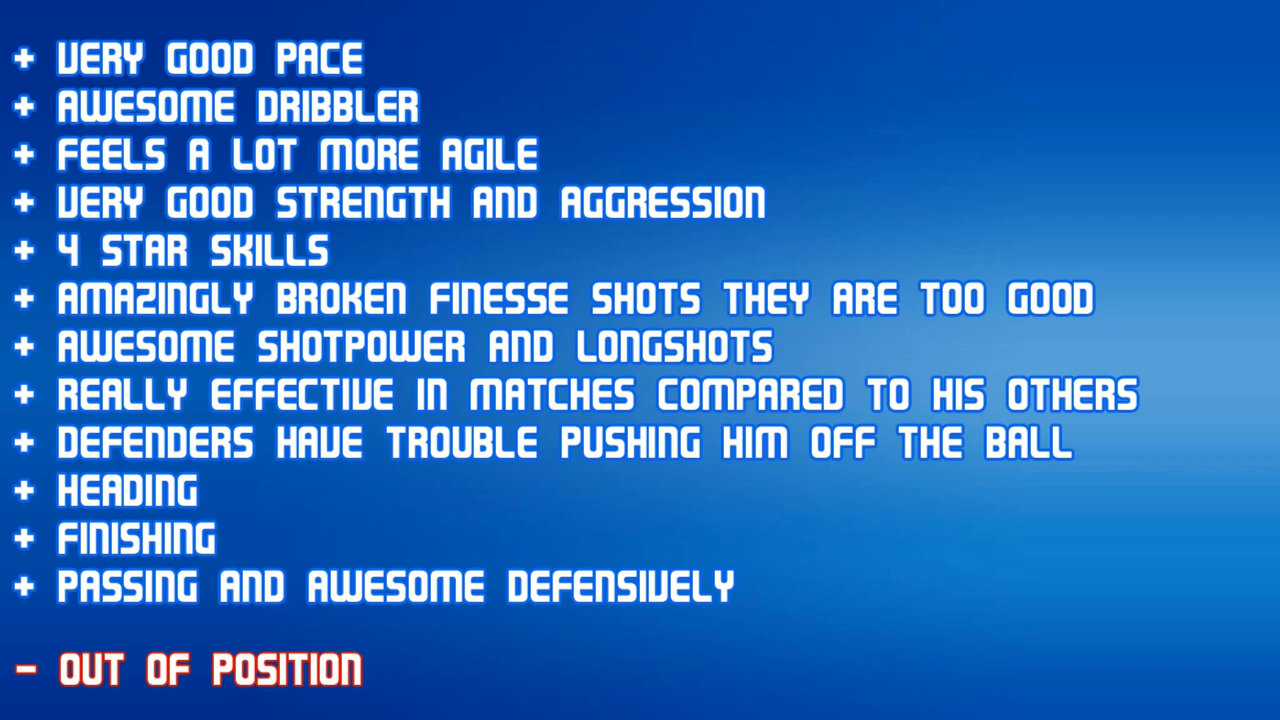 + VERY GOOD PACE
+ AWESOME DRIBBLER
+ FEELS A LOT MORE AGILE
+ VERY GOOD STRENGTH AND AGGRESSION
+ 4 STAR SKILLS
+ AMAZINGLY BROKEN FINESSE SHOTS THEY ARE TOO GOOD
+ AWESOME SHOTPOWER AND LONGSHOTS
+ REALLY EFFECTIVE IN MATCHES COMPARED TO HIS OTHERS
+ DEFENDERS HAVE TROUBLE PUSHING HIM OFF THE BALL
+ HEADING
+ FINISHING
+ PASSING AND AWESOME DEFENSIVELY
- OUT OF POSITION